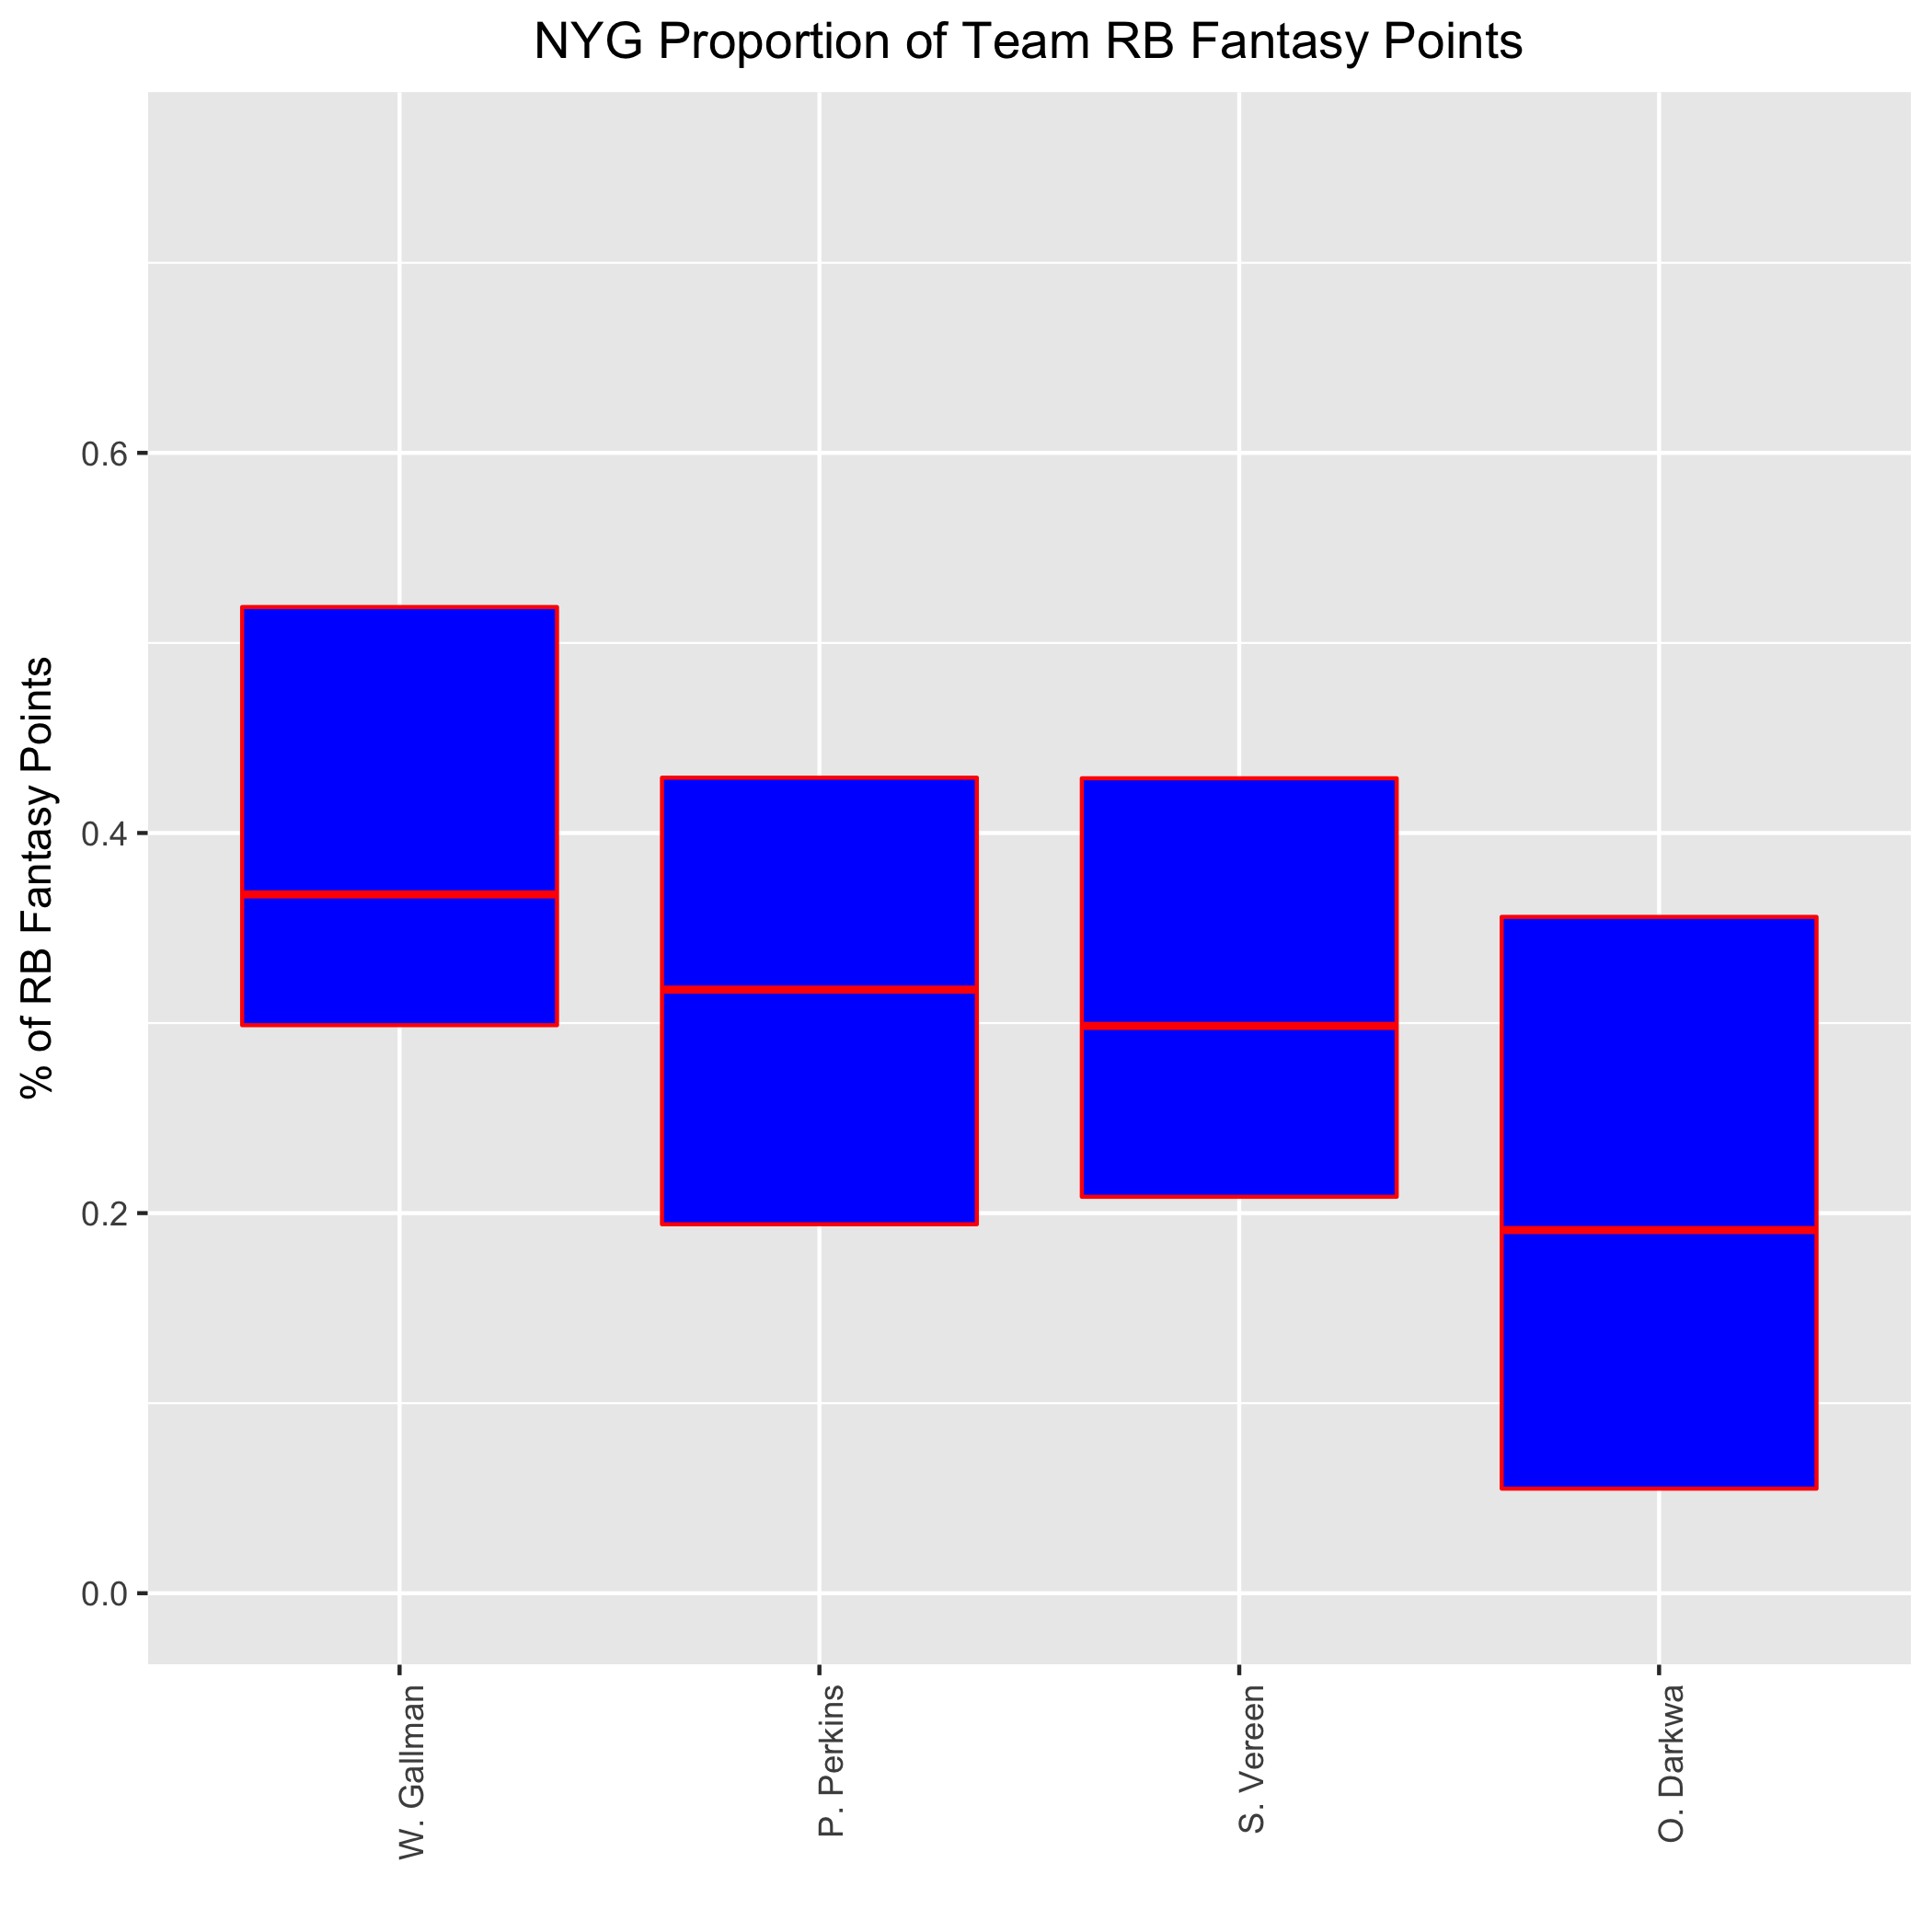 NYG Proportion of Team RB Fantasy Points
% of RB Fantasy Points
0.6
0.4
0.2
0.0
W. Gallman
P. Perkins
S. Vereen
O. Darkwa